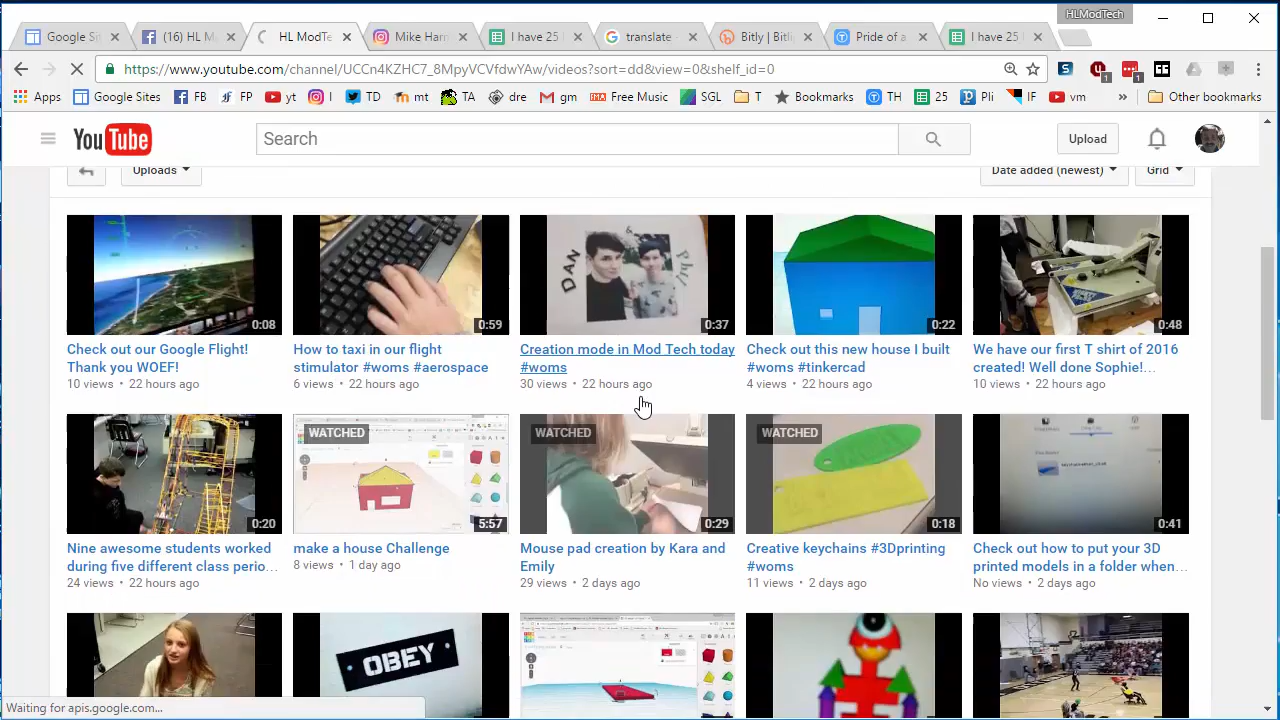 HLModTech
Google Si
(16) HL M
HL ModTe
Mike Harm
I have 25
translate -
Bitly | Bitl
Pride of a
I have 25
https://www.youtube.com/channel/UCCn4KZHC7_8MpyVCVfdwYAw/videos?sort=dd&view=0&shelf_id=0
Apps
Google Sites
FB
FP
yt
I
TD
mt
TA
dre
gm
Free Music
SG
T
Bookmarks
TH
25
Pli
IF
vm
»
Other bookmarks
YouTube
Search
Upload
Uploads
Date added (newest)
Grid
DAN & Phil
0:08
0:59
0:37
0:22
0:48
Check out our Google Flight!
Thank you WOEF!
10 views • 22 hours ago
How to taxi in our flight
stimulator #woms #aerospace
6 views • 22 hours ago
Creation mode in Mod Tech today
#woms
30 views • 22 hours ago
Check out this new house I built
#woms #tinkercad
4 views • 22 hours ago
We have our first T shirt of 2016
created! Well done Sophie!...
10 views • 22 hours ago
WATCHED
WATCHED
WATCHED
0:20
5:57
0:29
0:18
0:41
Nine awesome students worked
during five different class perio...
24 views • 22 hours ago
make a house Challenge
8 views • 1 day ago
Mouse pad creation by Kara and
Emily
29 views • 2 days ago
Creative keychains #3Dprinting
#woms
11 views • 2 days ago
Check out how to put your 3D
printed models in a folder when...
No views • 2 days ago
OBEY
Waiting for apis.google.com...